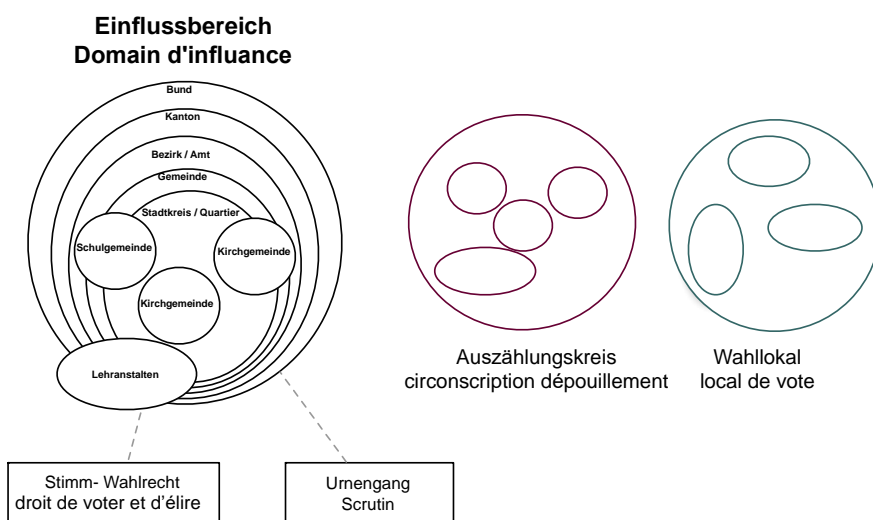 Einflussbereich
Domain d'influance
Bund
Kanton
Bezirk / Amt
Gemeinde
Stadtkreis / Quartier
Schulgemeinde
Kirchgemeinde
Kirchgemeinde
Lehranstalten
Auszählungskreis
circonscription dépouillement
Wahllokal
local de vote
Stimm- Wahlrecht
droit de voter et d’élire
Urnengang
Scrutin